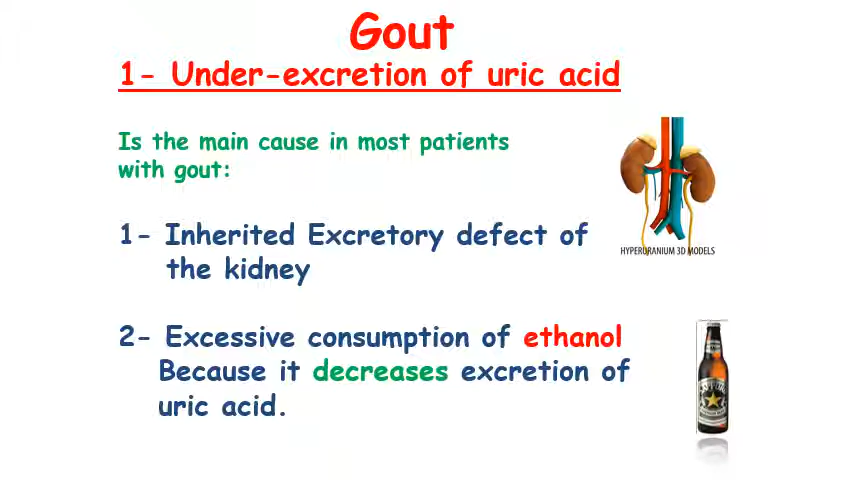 Gout
1- Under-excretion of uric acid
Is the main cause in most patients
with gout:
1- Inherited Excretory defect of
the kidney
HYPERURANIUM 3D MODELS
2- Excessive consumption of ethanol
Because it decreases excretion of
uric acid.